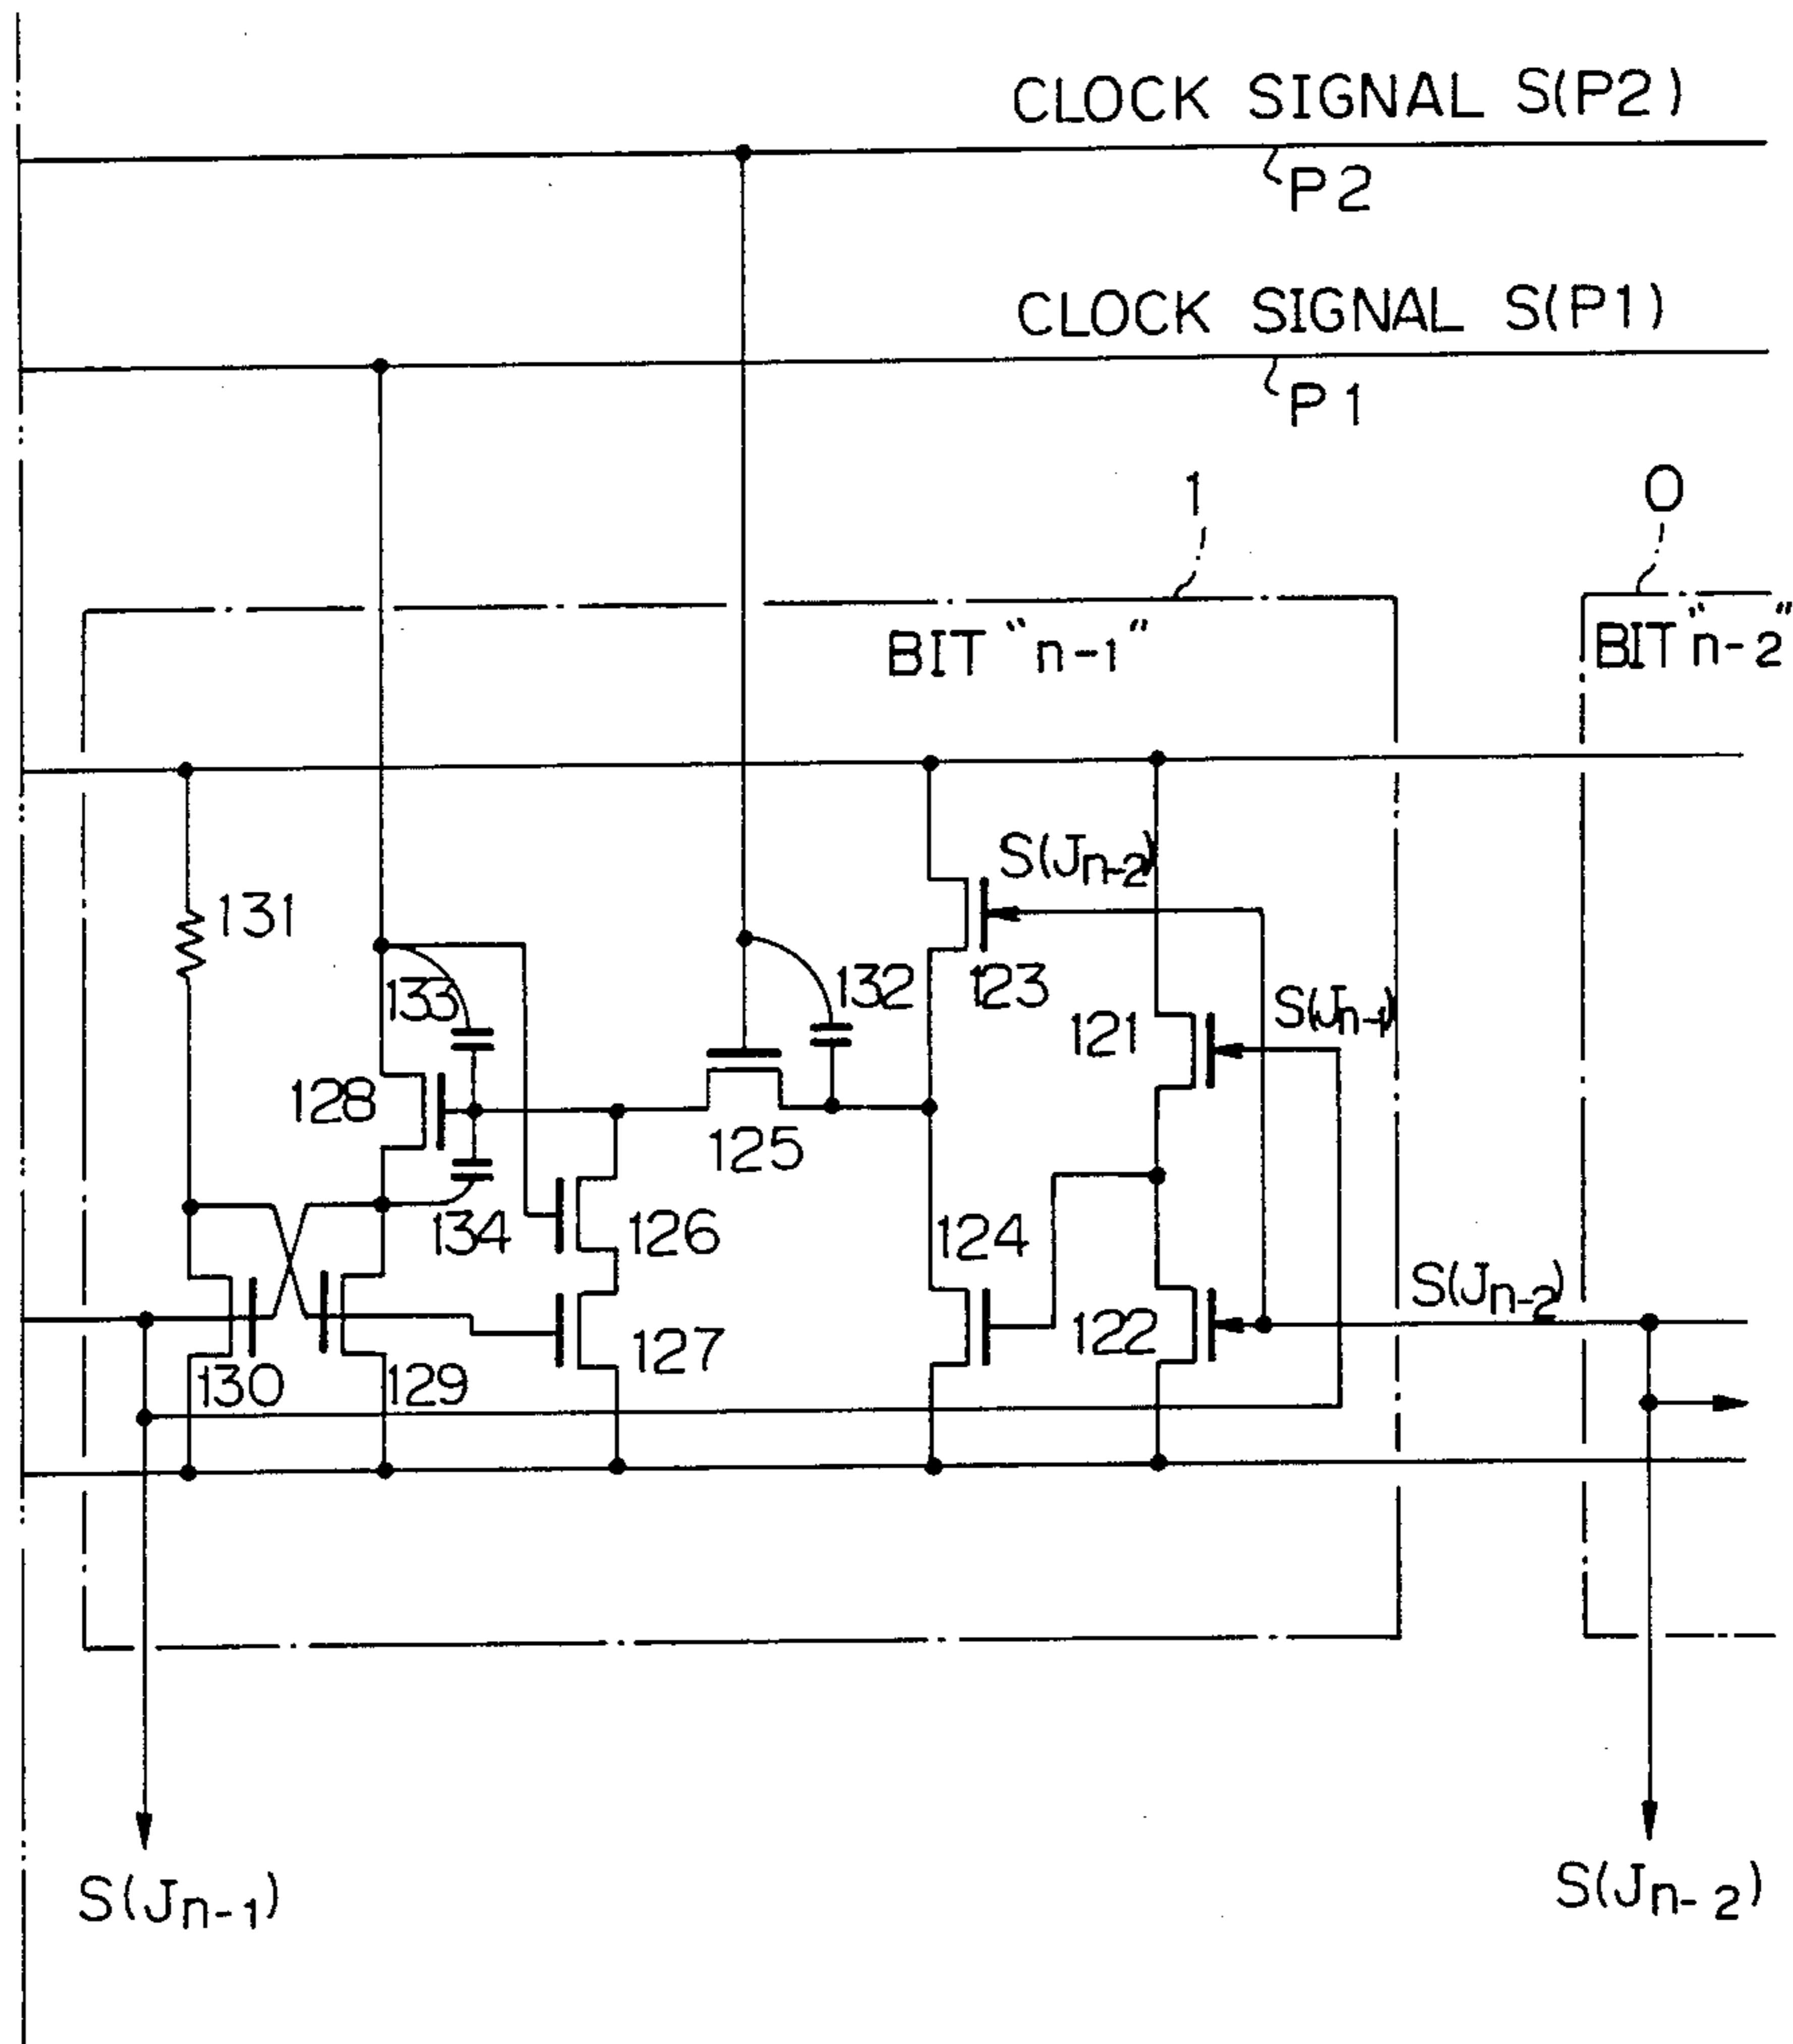 CLOCK SIGNAL S(P2)
P2
CLOCK SIGNAL S(P1)
P1
1
0
BIT "n-1"
BIT "n-2"
S(Jn-2)
131
133
132
123
S(Jn-1)
121
128
125
134
126
124
S(Jn-2)
122
127
130
129
S(Jn-1)
S(Jn-2)